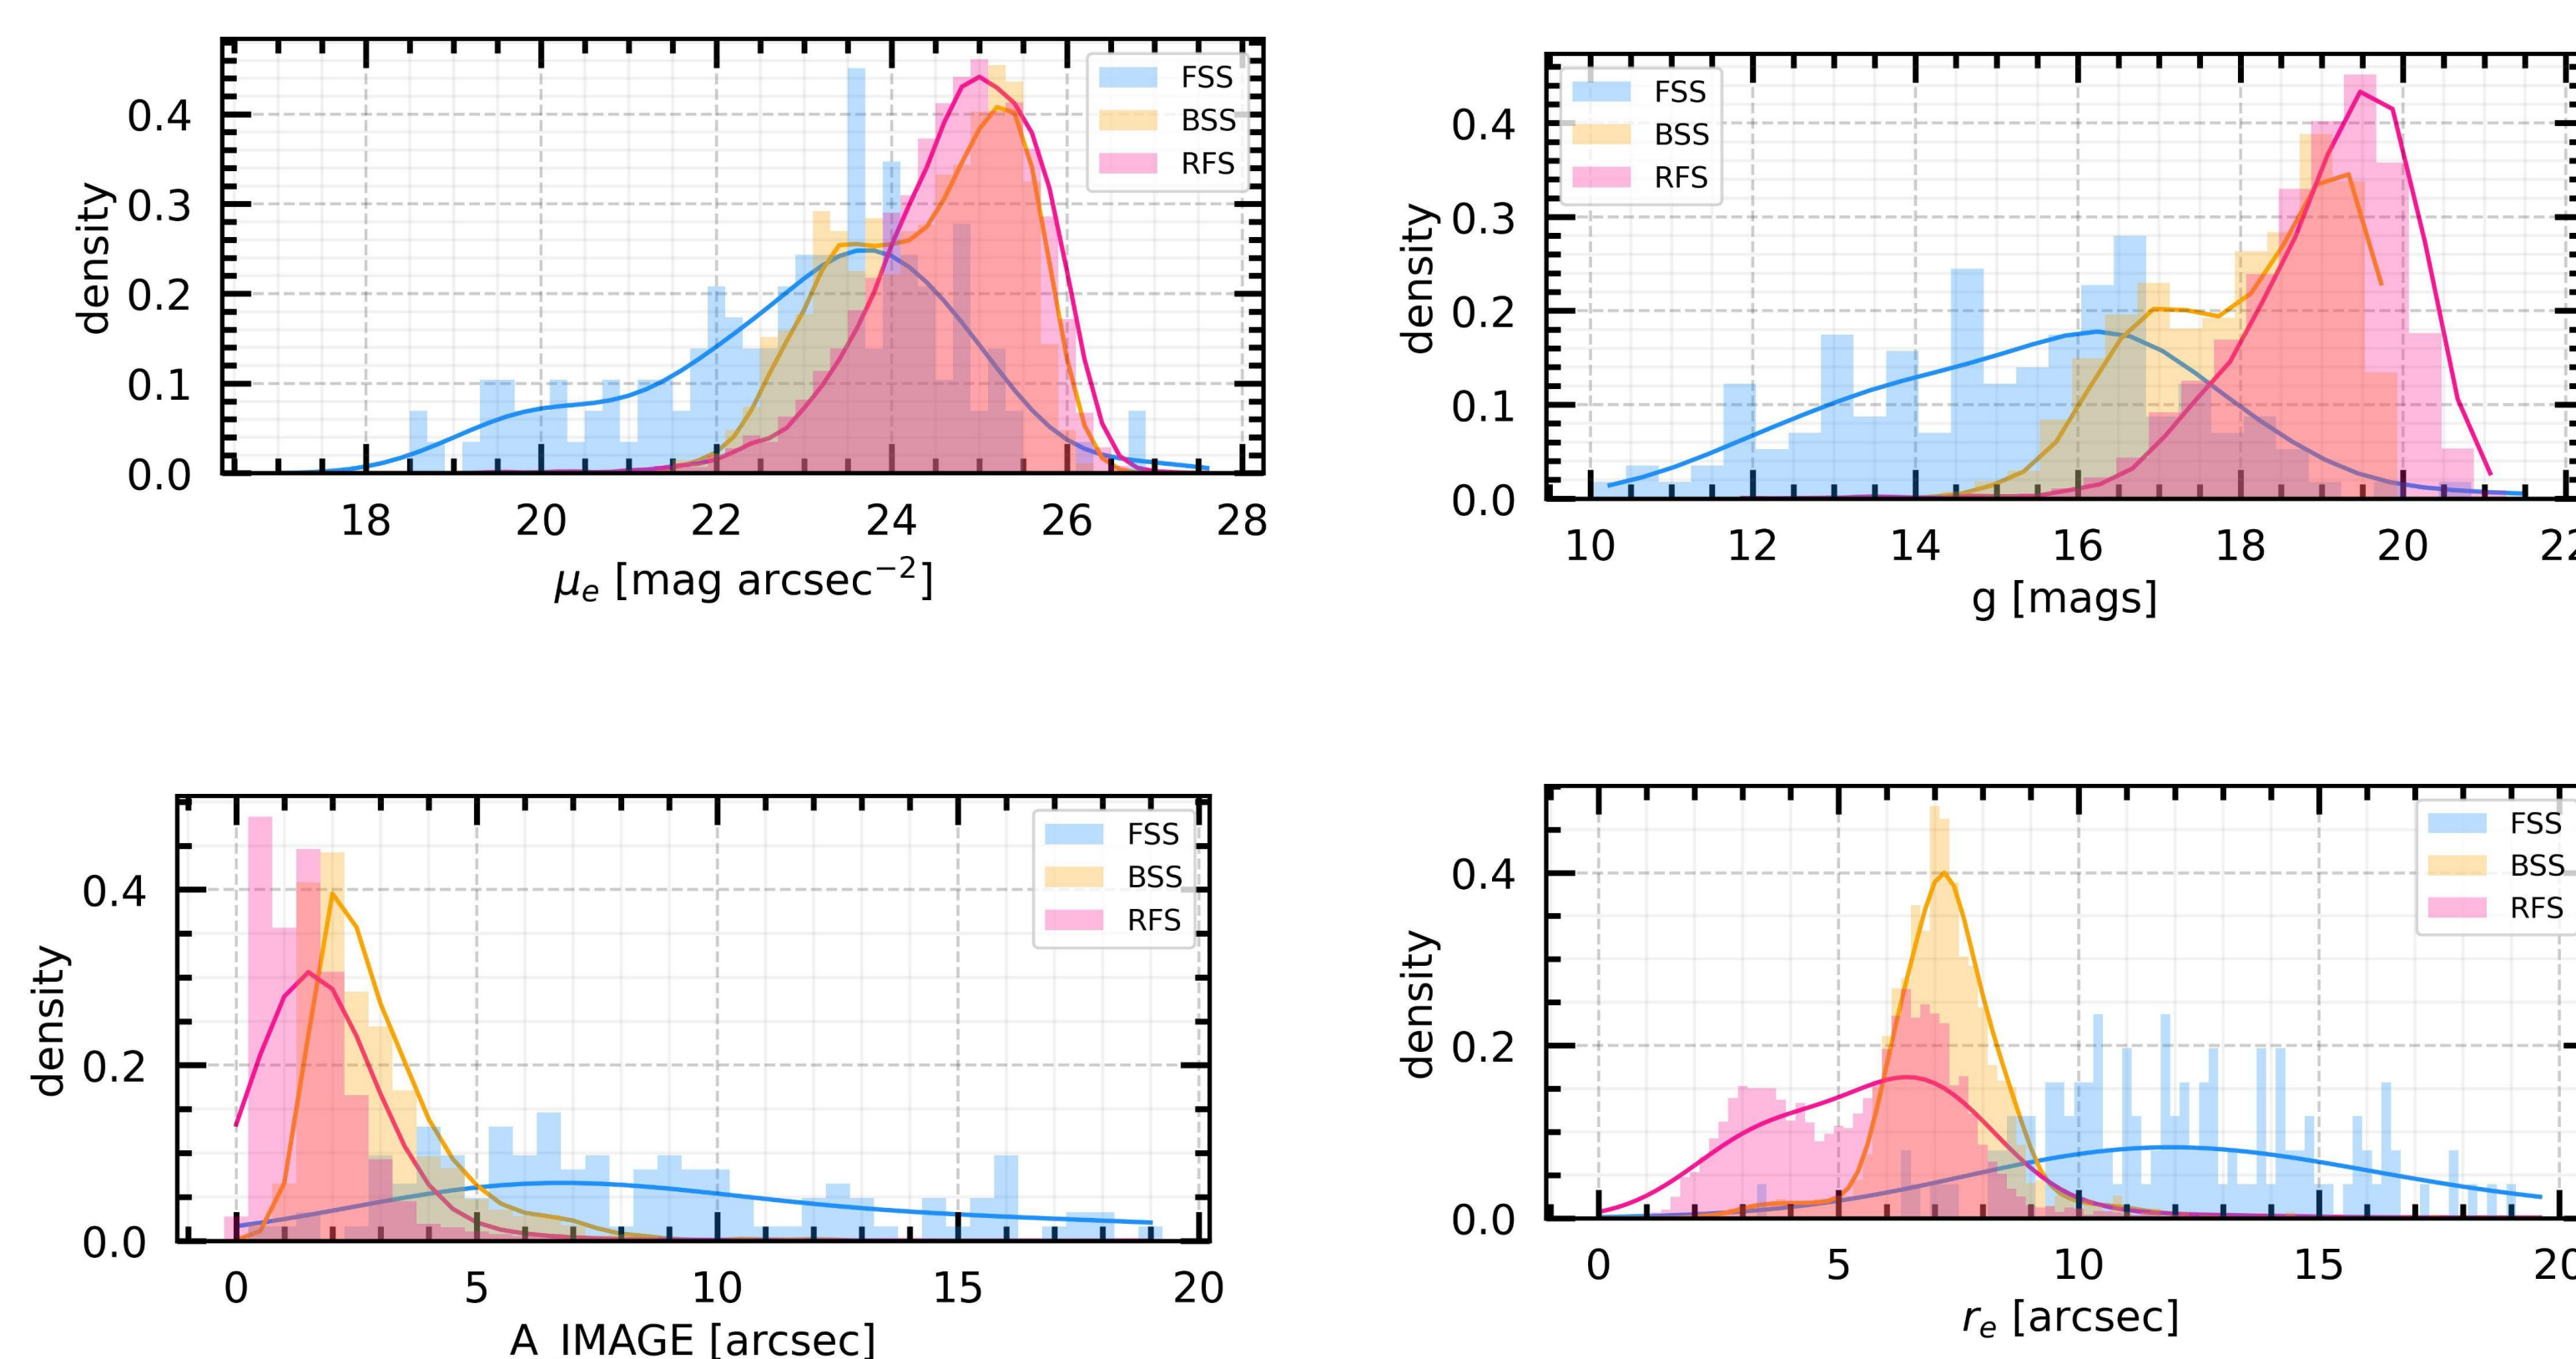 density
0.4
0.3
0.2
0.1
0.0
FSS
BSS
RFS
18 20 22 24 26 28
μe [mag arcsec−2]
density
0.4
0.3
0.2
0.1
0.0
FSS
BSS
RFS
10 12 14 16 18 20 22
g [mags]
density
0.4
0.2
0.0
FSS
BSS
RFS
0 5 10 15 20
A IMAGE [arcsec]
density
0.4
0.2
0.0
FSS
BSS
RFS
0 5 10 15 20
re [arcsec]